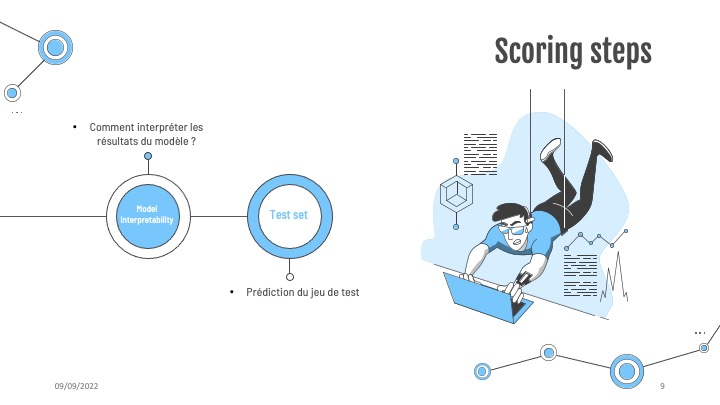 Scoring steps
• Comment interpréter les
résultats du modèle ?
Model
interpretability
Test set
• Prédiction du jeu de test
09/09/2022
9